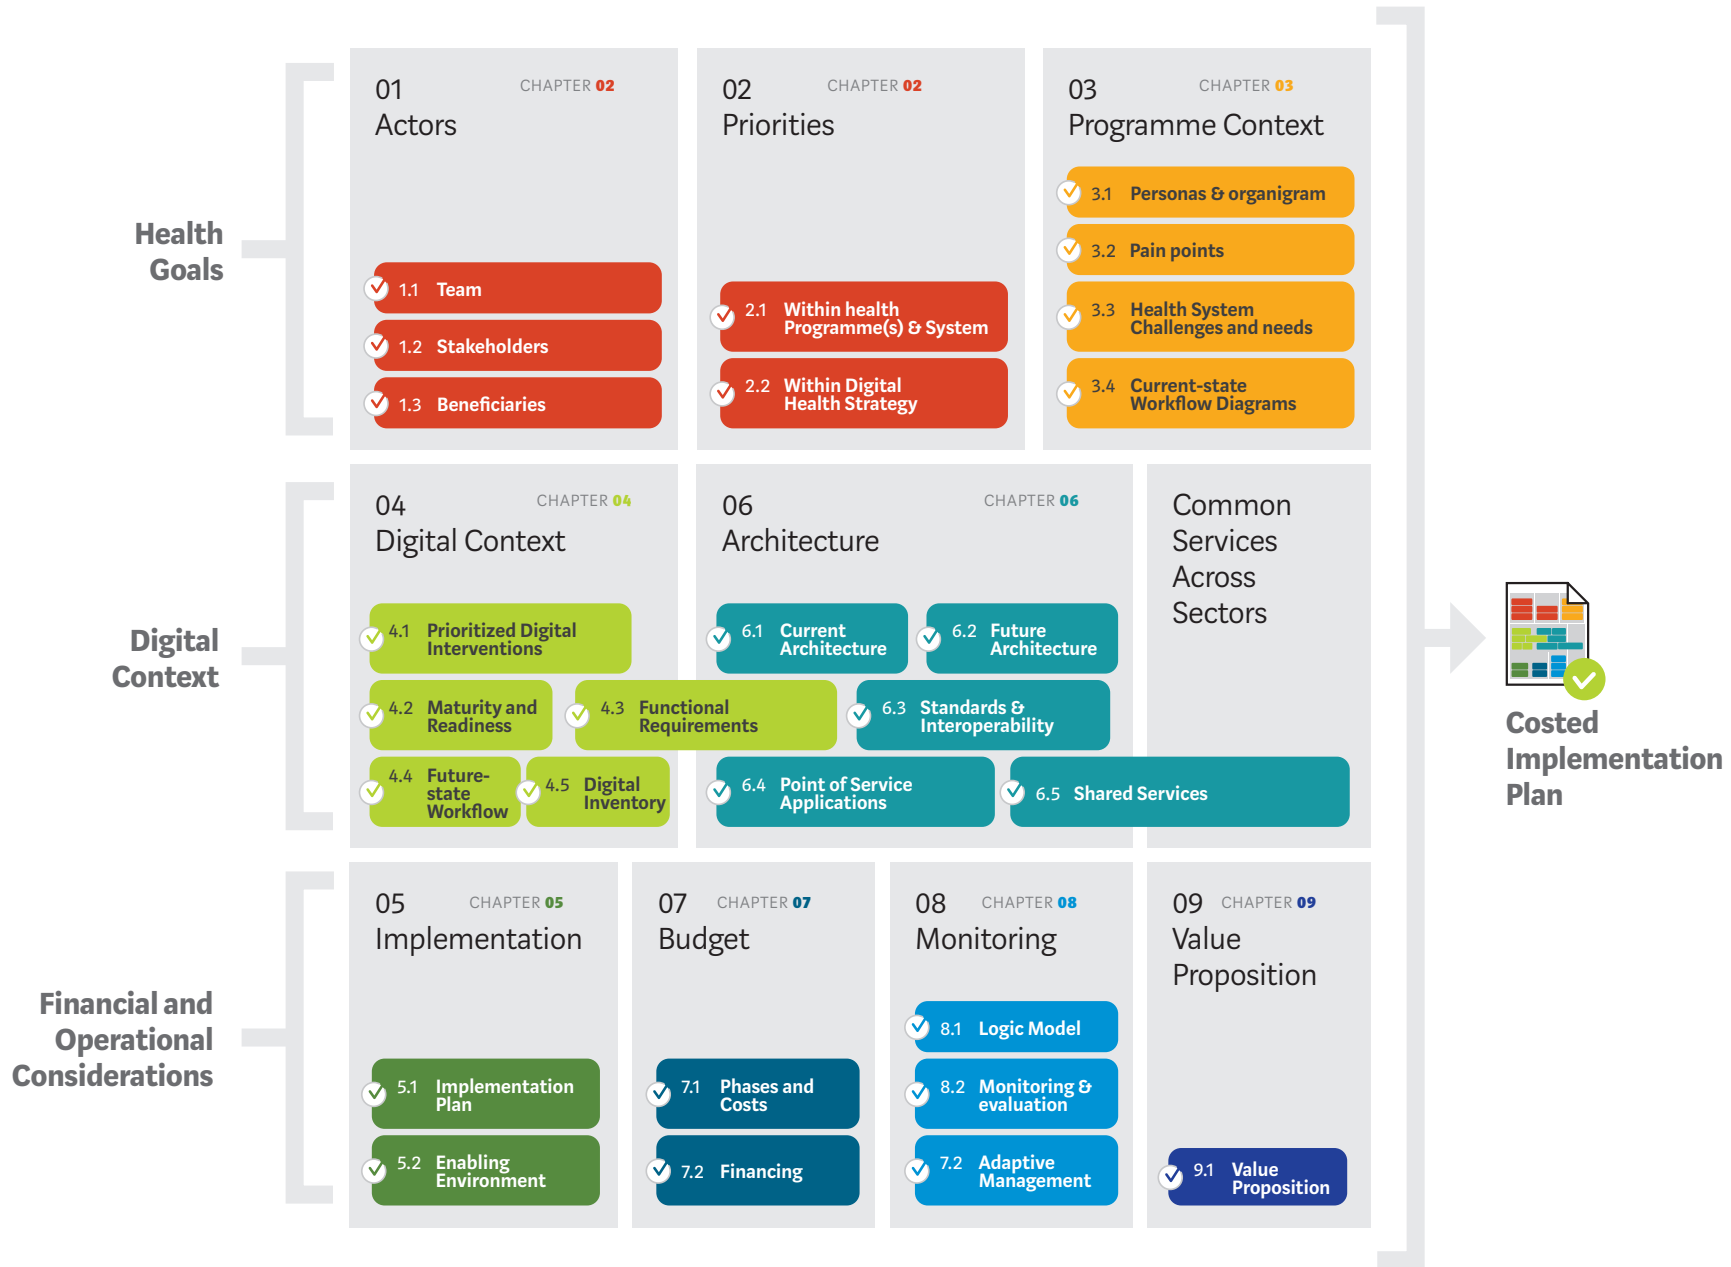 Health
Goals
01
CHAPTER 02
Actors
1.1 Team
1.2 Stakeholders
1.3 Beneficiaries
02
CHAPTER 02
Priorities
2.1 Within health
Programme(s) & System
2.2 Within Digital
Health Strategy
03
CHAPTER 03
Programme Context
3.1 Personas & organigram
3.2 Pain points
3.3 Health System
Challenges and needs
3.4 Current-state
Workflow Diagrams
Digital
Context
04
CHAPTER 04
Digital Context
4.1 Prioritized Digital
Interventions
4.2 Maturity and
Readiness
4.3 Functional
Requirements
4.4 Future-
state
Workflow
4.5 Digital
Inventory
06
CHAPTER 06
Architecture
6.1 Current
Architecture
6.2 Future
Architecture
6.3 Standards &
Interoperability
6.4 Point of Service
Applications
6.5 Shared Services
Common
Services
Across
Sectors
Financial and
Operational
Considerations
05
CHAPTER 05
Implementation
5.1 Implementation
Plan
5.2 Enabling
Environment
07
CHAPTER 07
Budget
7.1 Phases and
Costs
7.2 Financing
08
CHAPTER 08
Monitoring
8.1 Logic Model
8.2 Monitoring &
evaluation
7.2 Adaptive
Management
09
CHAPTER 09
Value
Proposition
9.1 Value
Proposition
Costed
Implementation
Plan